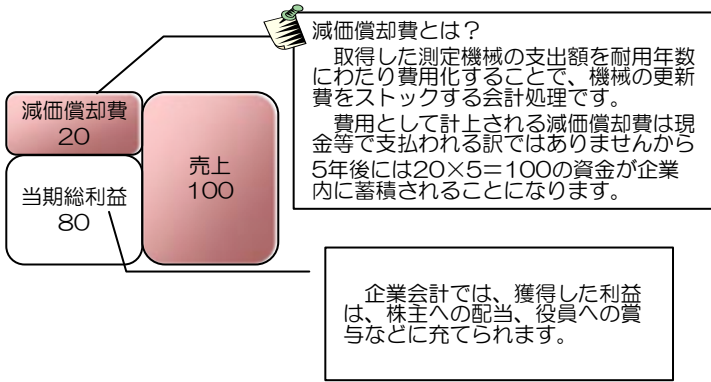 減価償却費とは？
　取得した測定機械の支出額を耐用年数
にわたり費用化することで、機械の更新
費をストックする会計処理です。
　費用として計上される減価償却費は現
金等で支払われる訳ではありませんから
5年後には20×5＝100の資金が企業
内に蓄積されることになります。
減価償却費
20
売上
100
当期総利益
80
　企業会計では、獲得した利益
は、株主への配当、役員への賞
与などに充てられます。